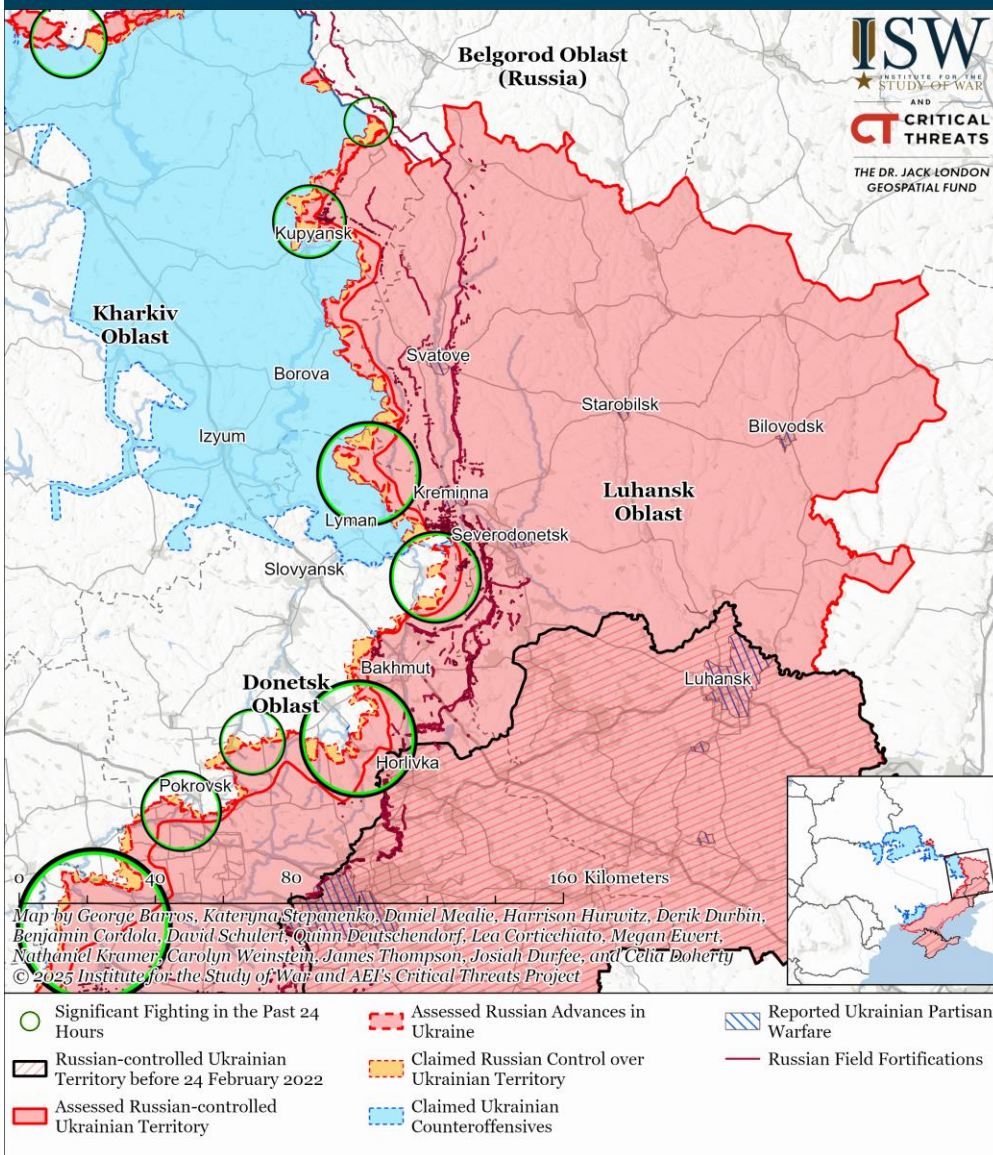 Belgorod Oblast
(Russia)
ISW
INSTITUTE FOR THE
STUDY OF WAR
AND
CT CRITICAL
THREATS
THE DR. JACK LONDON
GEOSPATIAL FUND
Kupyansk
Kharkiv
Oblast
Svatove
Borova
Starobilsk
Bilovodsk
Izyum
Kreminna
Luhansk
Oblast
Lyman
Severodonetsk
Slovyansk
Bakhmut
Luhansk
Donetsk
Oblast
Horlivka
Pokrovsk
0 40 80 160 Kilometers
Map by George Barros, Kateryna Stepanenko, Daniel Mealie, Harrison Hurwitz, Derik Durbin,
Benjamin Cordola, David Schulert, Quinn Deutschendorf, Lea Corticchiato, Megan Ewert,
Nathaniel Kramer, Carolyn Weinstein, James Thompson, Josiah Durfee, and Celia Doherty
© 2025 Institute for the Study of War and AEI's Critical Threats Project
Significant Fighting in the Past 24
Hours
Russian-controlled Ukrainian
Territory before 24 February 2022
Assessed Russian-controlled
Ukrainian Territory
Assessed Russian Advances in
Ukraine
Claimed Russian Control over
Ukrainian Territory
Claimed Ukrainian
Counteroffensives
Reported Ukrainian Partisan
Warfare
Russian Field Fortifications